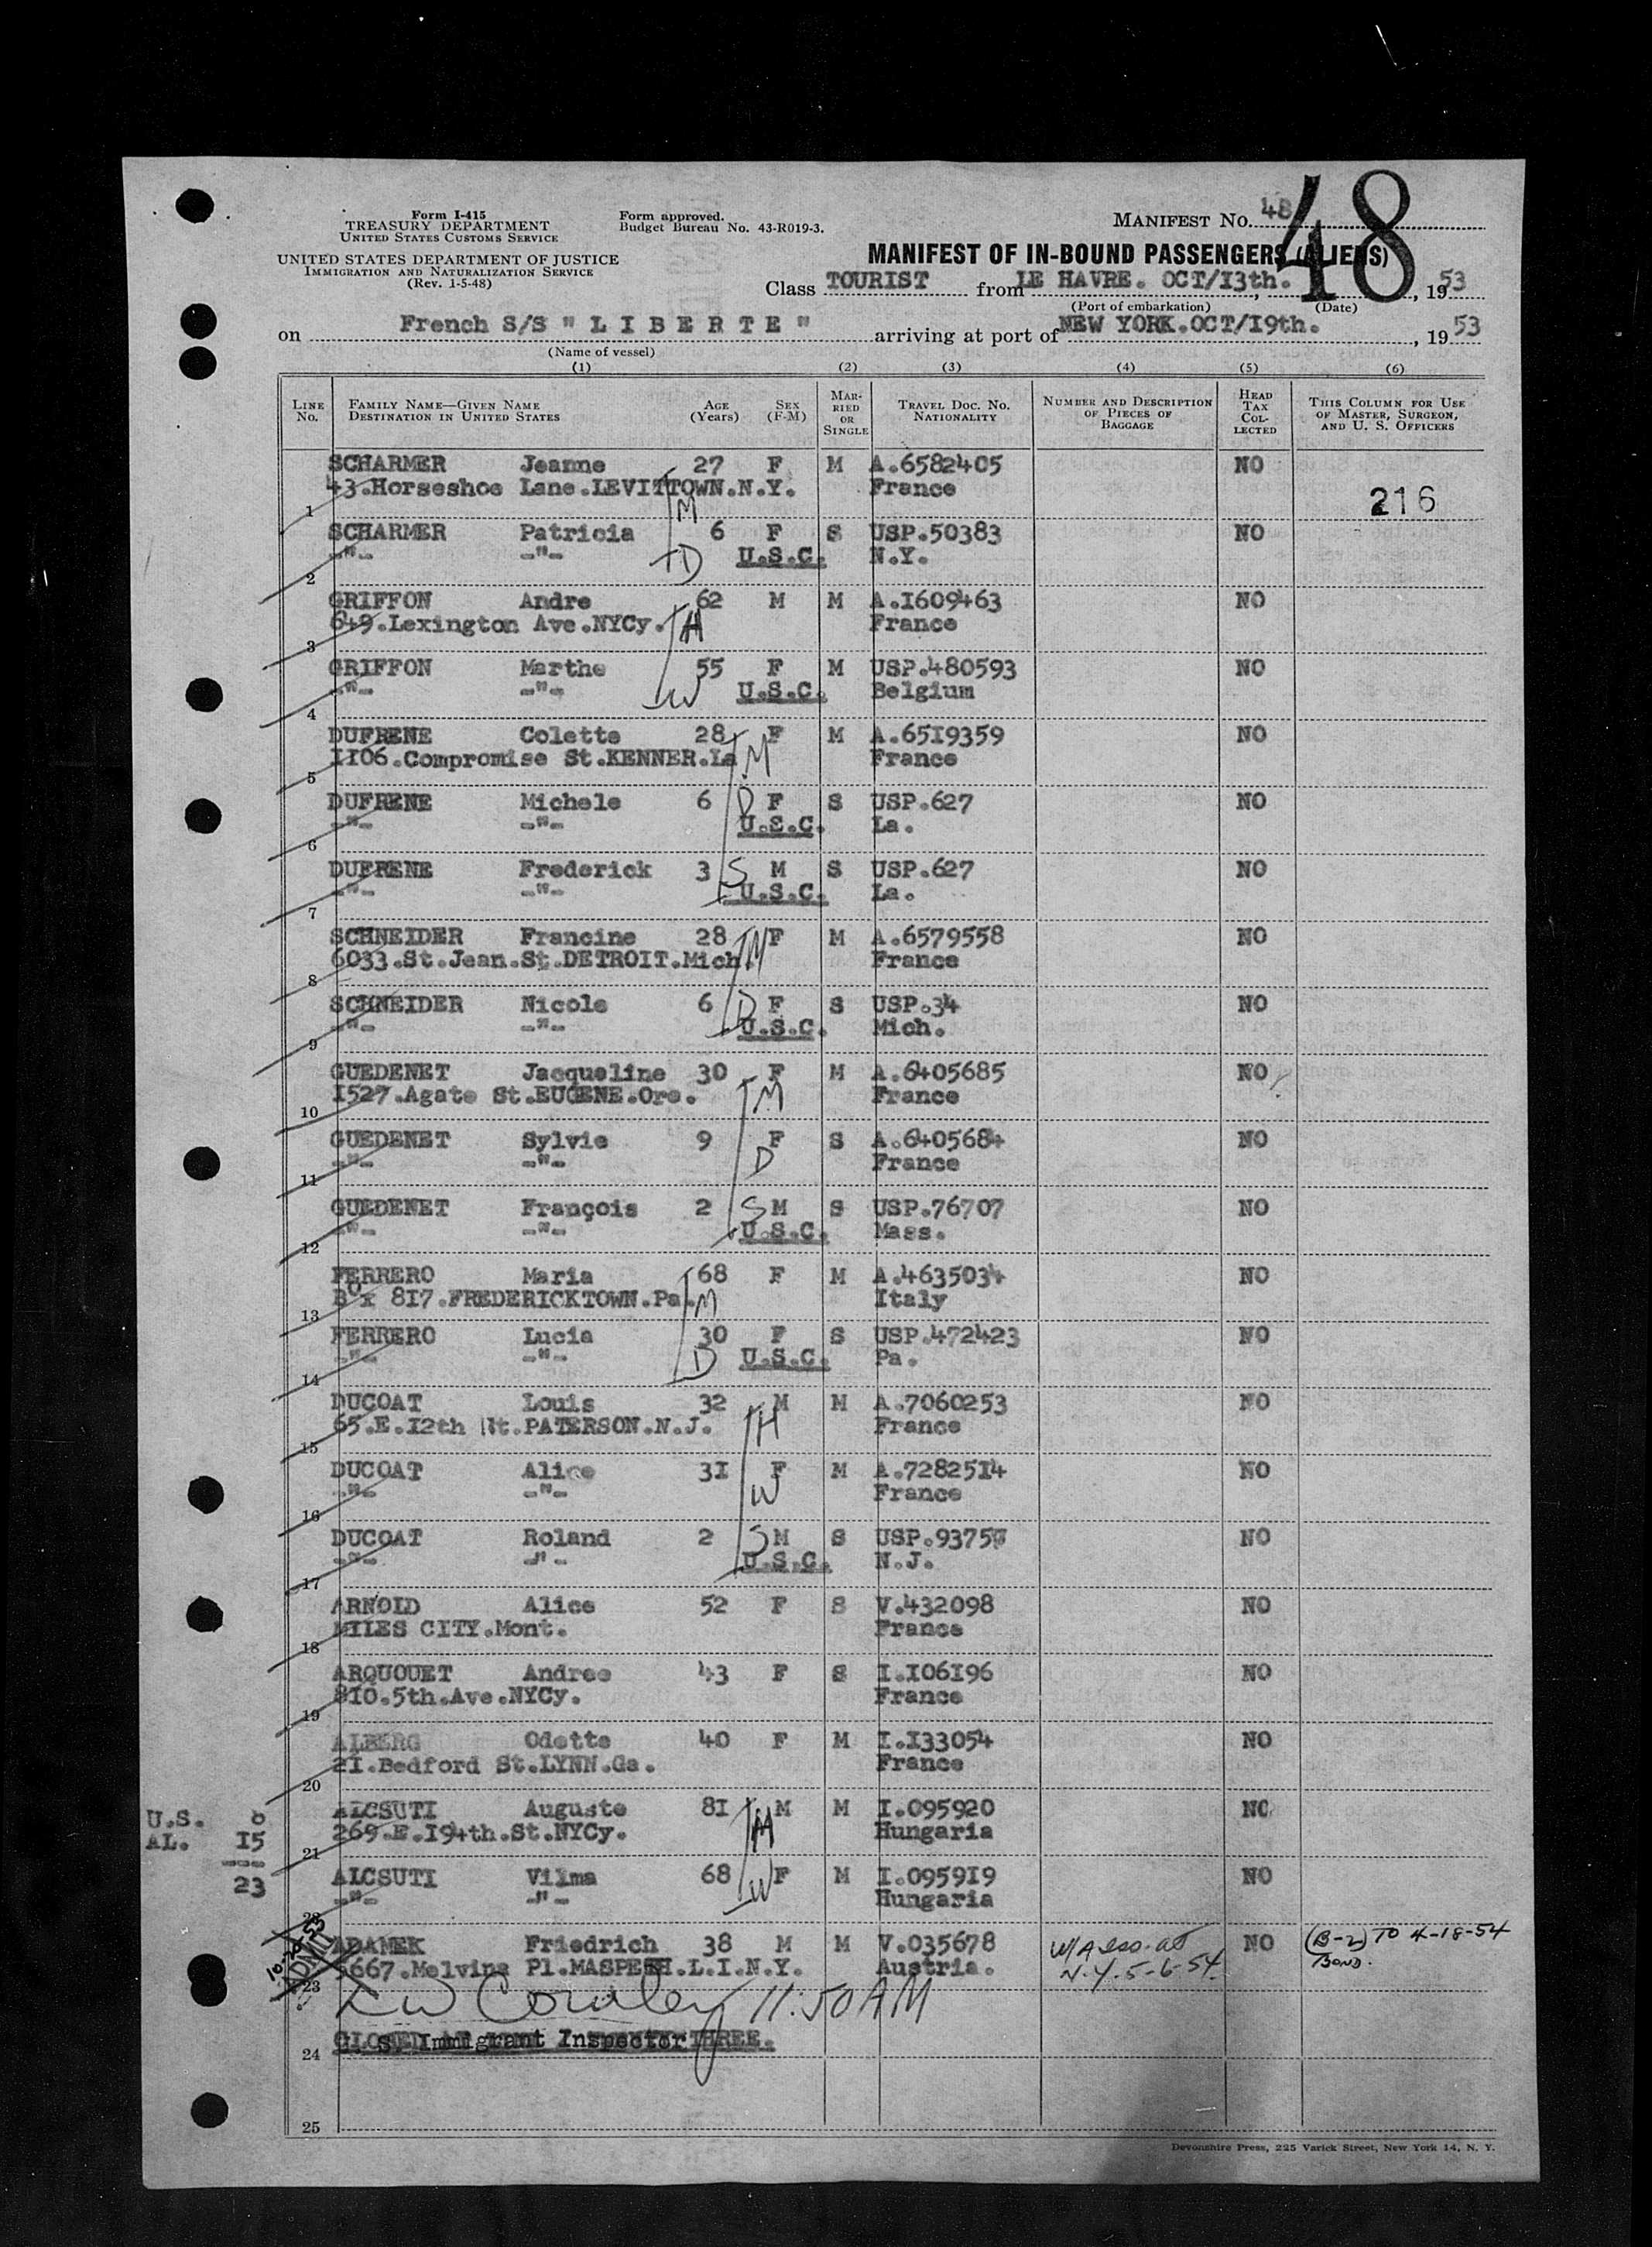 Form I-415
TREASURY DEPARTMENT
UNITED STATES CUSTOMS SERVICE
UNITED STATES DEPARTMENT OF JUSTICE
IMMIGRATION AND NATURALIZATION SERVICE
(Rev. 1-5-48)
Form approved.
Budget Bureau No. 43-R019-3.
MANIFEST No. 48
48
MANIFEST OF IN-BOUND PASSENGERS (ALIENS)
Class TOURIST from LE HAVRE. OCT/13th. , 1953
(Port of embarkation) (Date)
on French S/S " L I B E R T E " arriving at port of NEW YORK.OCT/19th. , 1953
(Name of vessel)
(1) (2) (3) (4) (5) (6)
LINE No. FAMILY NAME—GIVEN NAME DESTINATION IN UNITED STATES AGE (Years) SEX (F-M) MARRIED OR SINGLE TRAVEL DOC. NO. NATIONALITY NUMBER AND DESCRIPTION OF PIECES OF BAGGAGE HEAD TAX COLLECTED THIS COLUMN FOR USE OF MASTER, SURGEON, AND U. S. OFFICERS
SCHARMER Jeanne 27 F M A.6582405 NO
43.Horseshoe Lane.LEVITTOWN.N.Y. France 216
1 M
SCHARMER Patricia 6 F S USP.50383 NO
-"- -"- D U.S.C. N.Y.
2
GRIFFON Andre 62 M M A.1609463 NO
649.Lexington Ave.NYCy. H France
3
GRIFFON Marthe 55 F M USP.480593 NO
-"- -"- W U.S.C. Belgium
4
DUFRENE Colette 28 F M A.6519359 NO
1106.Compromise St.KENNER.La M France
5
DUFRENE Michele 6 D F S USP.627 NO
-"- -"- U.S.C. La.
6
DUFRENE Frederick 3 S M S USP.627 NO
-"- -"- U.S.C. La.
7
SCHNEIDER Francine 28 M F M A.6579558 NO
6033.St.Jean.St.DETROIT.Mich. France
8
SCHNEIDER Nicole 6 D F S USP.34 NO
-"- -"- U.S.C. Mich.
9
GUEDENET Jacqueline 30 F M A.6405685 NO
1527.Agate St.EUGENE.Ore. M France
10
GUEDENET Sylvie 9 F S A.6405684 NO
-"- -"- D France
11
GUEDENET François 2 S M S USP.76707 NO
-"- -"- U.S.C. Mass.
12
FERRERO Maria 68 F M A.4635034 NO
Box 817.FREDERICKTOWN.Pa. M Italy
13
FERRERO Lucia 30 F S USP.472423 NO
-"- -"- D U.S.C. Pa.
14
DUCOAT Louis 32 M M A.7060253 NO
65.E.12th St.PATERSON.N.J. H France
15
DUCOAT Alice 31 F M A.7282514 NO
-"- -"- W France
16
DUCOAT Roland 2 S M S NO
-"- -"- U.S.C. N.J.
17
ARNOLD Alice 52 F S V.432098 NO
MILES CITY.Mont. France
18
ARQUOUET Andree 43 F S I.106196 NO
810.5th.Ave.NYCy. France
19
ALBERG Odette 40 F M I.133054 NO
21.Bedford St.LYNN.Ga. France
20
U.S. 8
AL. 15
---
23
ALCSUTI Auguste 81 M M I.095920 NO
269.E.194th.St.NYCy. H Hungaria
21
ALCSUTI Vilma 68 W F M I.095919 NO
-"- -"- Hungaria
22
10-20-53
ADMIT
ADAMEK Friedrich 38 M M V.035678 NO (B-2) TO 4-18-54
5667.Melvina Pl.MASPETH.L.I.N.Y. Austria. N.Y. 5-6-54. BOND.
23
11:50 AM
Immigrant Inspector THREE.
24
25
Devonshire Press, 225 Varick Street, New York 14, N. Y.